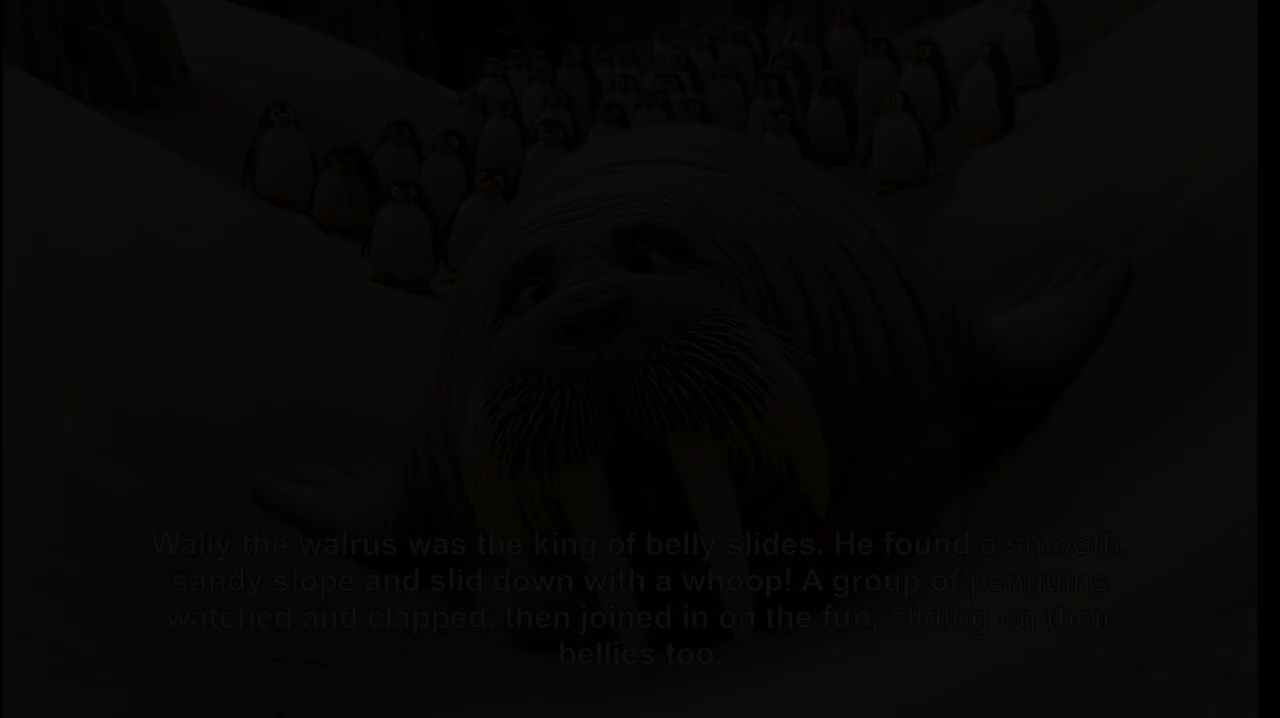 Wally the walrus was the king of belly slides. He found a smooth,
sandy slope and slid down with a whoop! A group of penguins
watched and clapped, then joined in on the fun, sliding on their
bellies too.